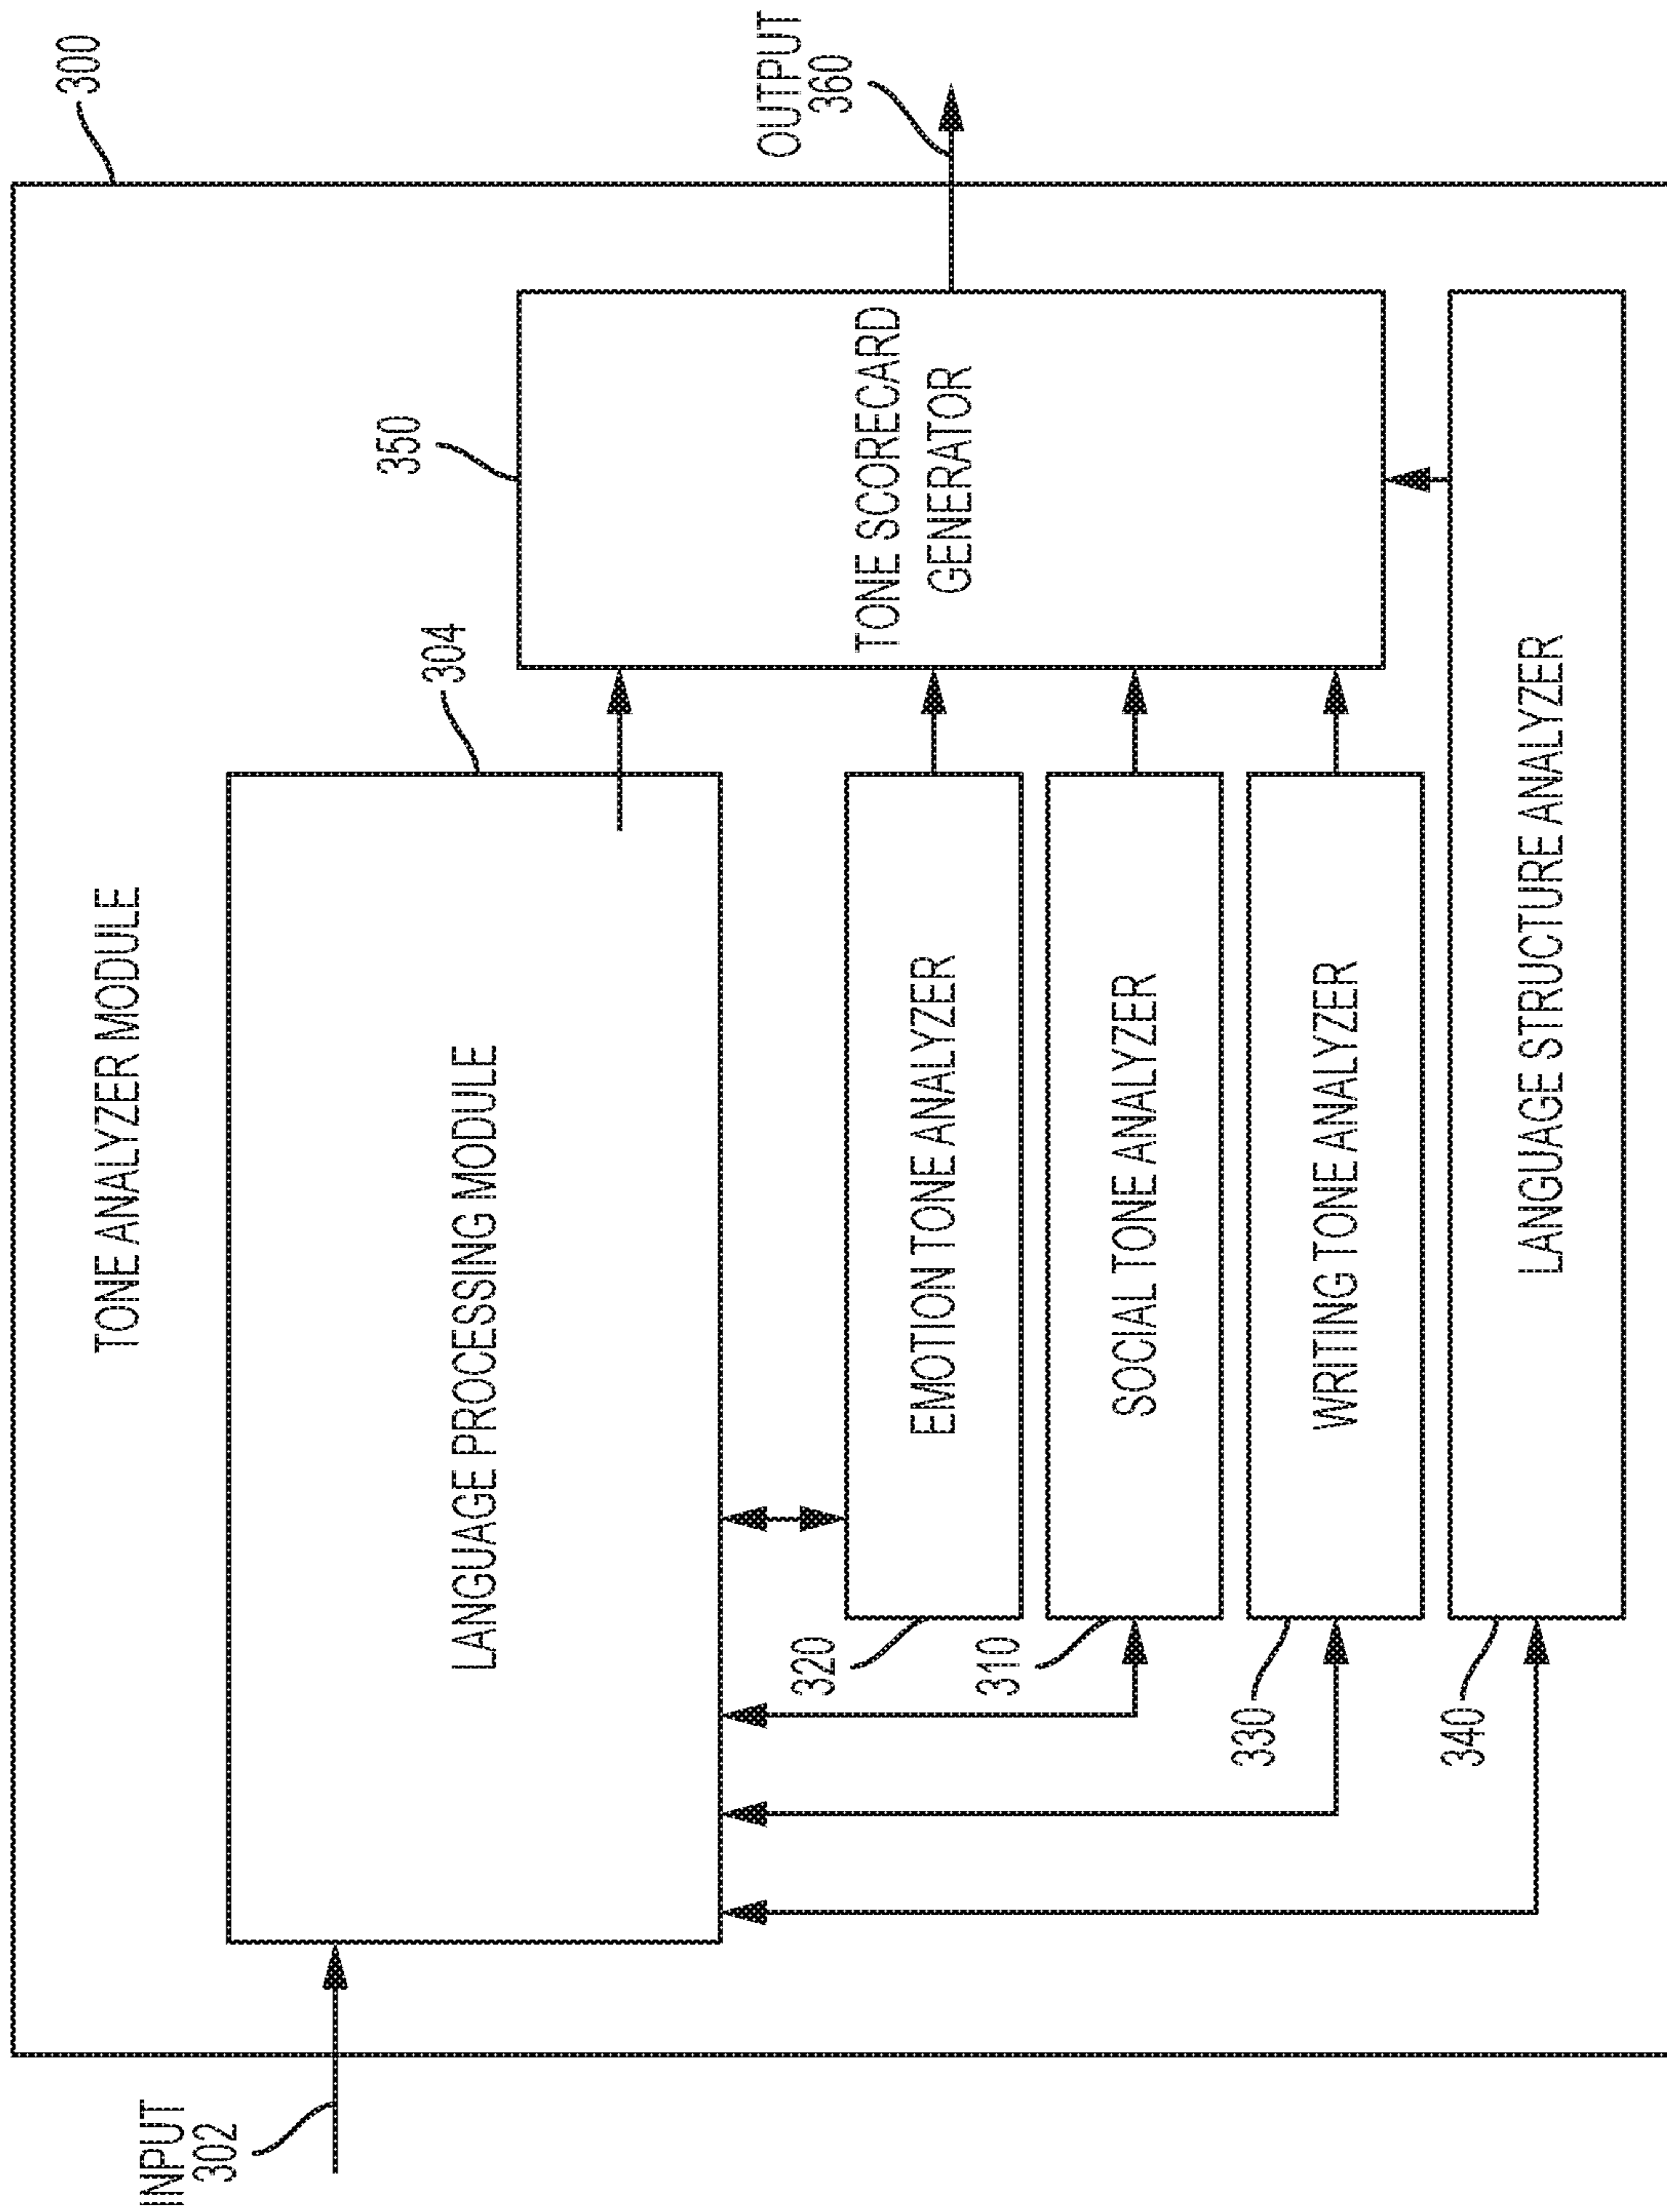 TONE ANALYZER MODULE
300
INPUT
302
LANGUAGE PROCESSING MODULE
304
350
TONE SCORECARD
GENERATOR
OUTPUT
360
320
EMOTION TONE ANALYZER
310
SOCIAL TONE ANALYZER
330
WRITING TONE ANALYZER
340
LANGUAGE STRUCTURE ANALYZER